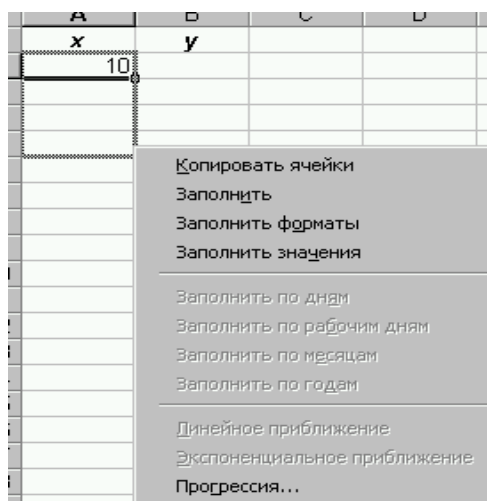 A B C D
x y
10
Копировать ячейки
Заполнить
Заполнить форматы
Заполнить значения
Заполнить по дням
Заполнить по рабочим дням
Заполнить по месяцам
Заполнить по годам
Линейное приближение
Экспоненциальное приближение
Прогрессия...